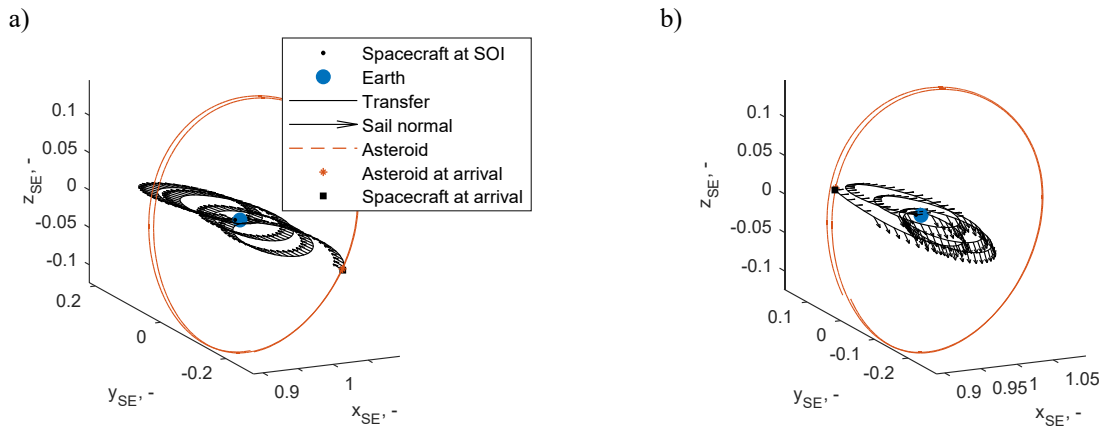 a)
b)
Spacecraft at SOI
Earth
Transfer
Sail normal
Asteroid
Asteroid at arrival
Spacecraft at arrival
0.1
0.05
0
-0.05
-0.1
z_SE, -
0.2
0
-0.2
y_SE, -
0.9
1
x_SE, -
0.1
0.05
0
-0.05
-0.1
z_SE, -
0.1
0
-0.1
-0.2
y_SE, -
0.9
0.95
1
1.05
x_SE, -